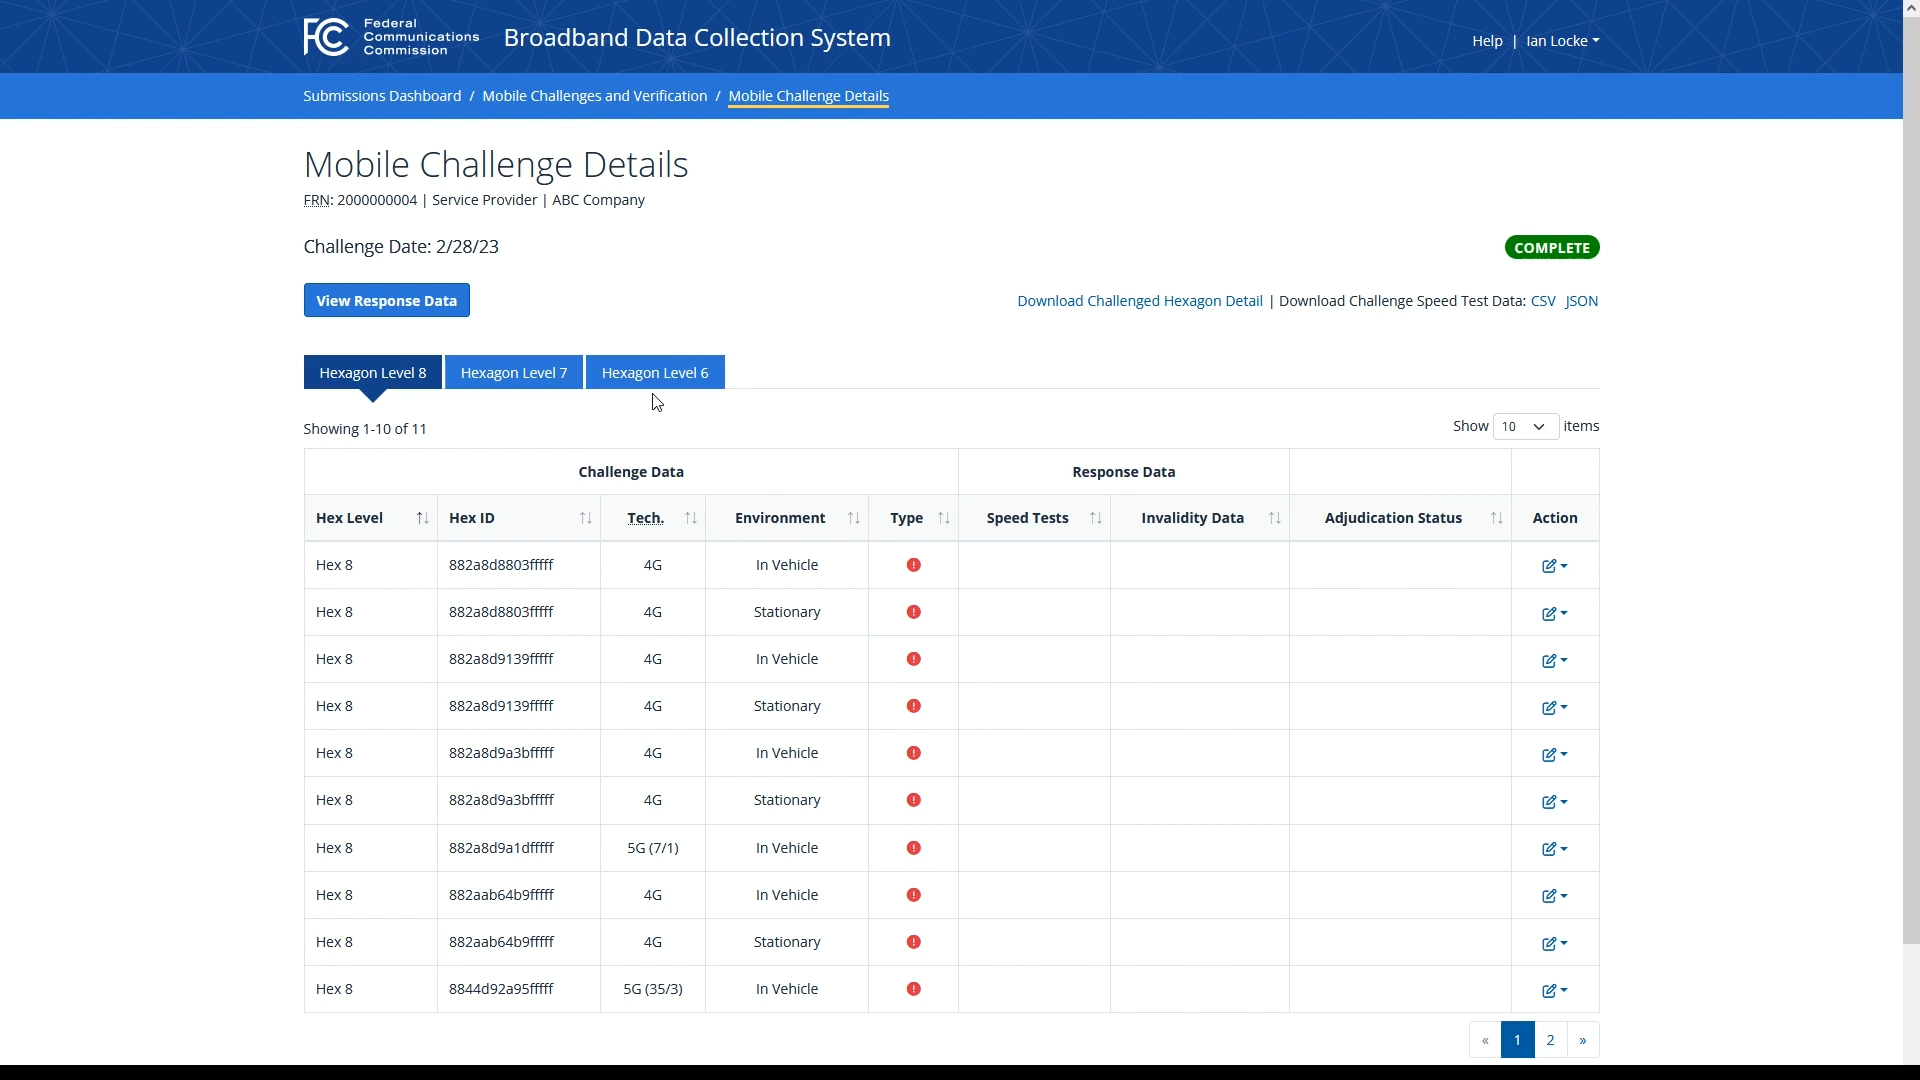 Federal
Communications
Commission
Broadband Data Collection System
Help | Ian Locke
Submissions Dashboard / Mobile Challenges and Verification / Mobile Challenge Details
Mobile Challenge Details
FRN: 2000000004 | Service Provider | ABC Company
Challenge Date: 2/28/23
COMPLETE
View Response Data
Download Challenged Hexagon Detail | Download Challenge Speed Test Data: CSV JSON
Hexagon Level 8 Hexagon Level 7 Hexagon Level 6
Showing 1-10 of 11
Show 10 items
Challenge Data Response Data
Hex Level Hex ID Tech. Environment Type Speed Tests Invalidity Data Adjudication Status Action
Hex 8 882a8d8803fffff 4G In Vehicle
Hex 8 882a8d8803fffff 4G Stationary
Hex 8 882a8d9139fffff 4G In Vehicle
Hex 8 882a8d9139fffff 4G Stationary
Hex 8 882a8d9a3bfffff 4G In Vehicle
Hex 8 882a8d9a3bfffff 4G Stationary
Hex 8 882a8d9a1dfffff 5G (7/1) In Vehicle
Hex 8 882aab64b9fffff 4G In Vehicle
Hex 8 882aab64b9fffff 4G Stationary
Hex 8 8844d92a95fffff 5G (35/3) In Vehicle
« 1 2 »